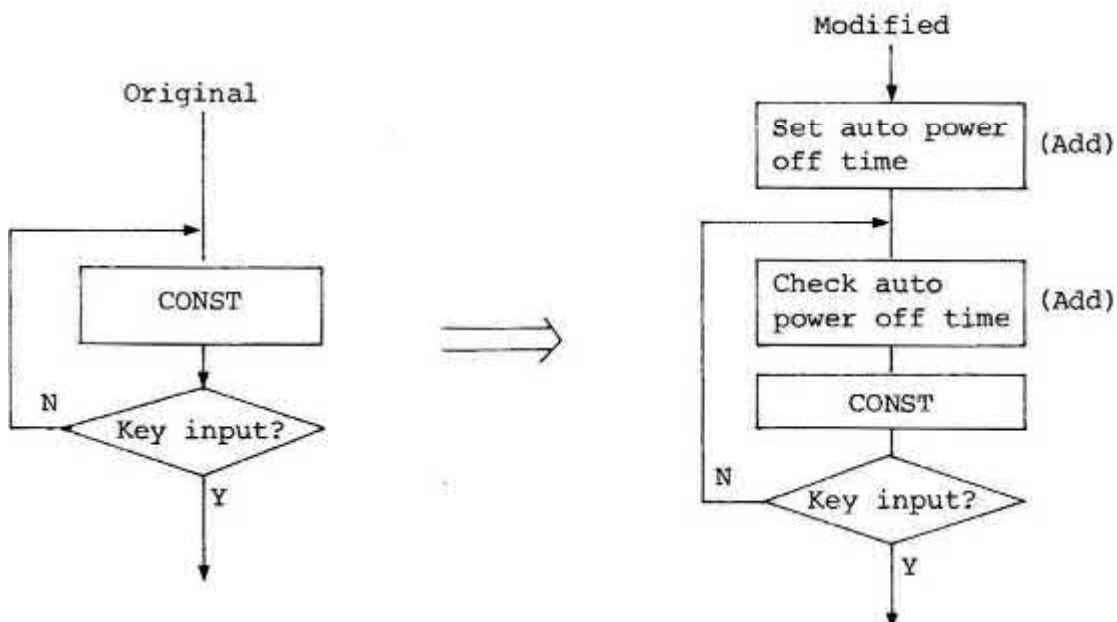 Original
CONST
N
Key input?
Y
Modified
Set auto power
off time
(Add)
Check auto
power off time
(Add)
CONST
N
Key input?
Y